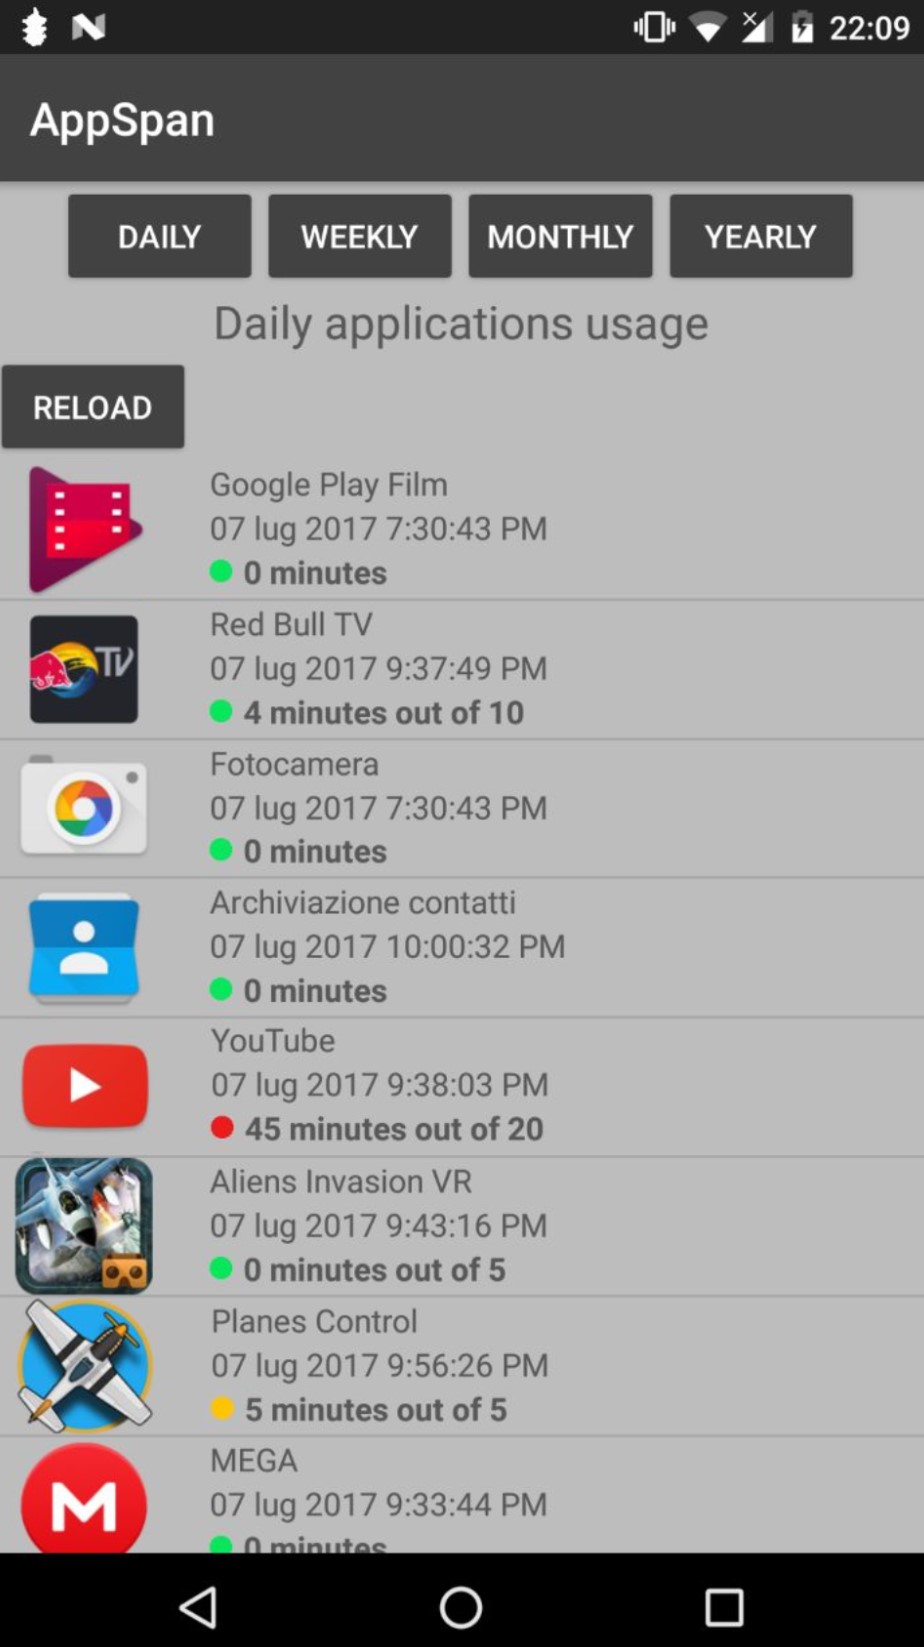 22:09
AppSpan
DAILY WEEKLY MONTHLY YEARLY
Daily applications usage
RELOAD
Google Play Film
07 lug 2017 7:30:43 PM
0 minutes
TV
Red Bull TV
07 lug 2017 9:37:49 PM
4 minutes out of 10
Fotocamera
07 lug 2017 7:30:43 PM
0 minutes
Archiviazione contatti
07 lug 2017 10:00:32 PM
0 minutes
YouTube
07 lug 2017 9:38:03 PM
45 minutes out of 20
Aliens Invasion VR
07 lug 2017 9:43:16 PM
0 minutes out of 5
Planes Control
07 lug 2017 9:56:26 PM
5 minutes out of 5
M
MEGA
07 lug 2017 9:33:44 PM
0 minutes